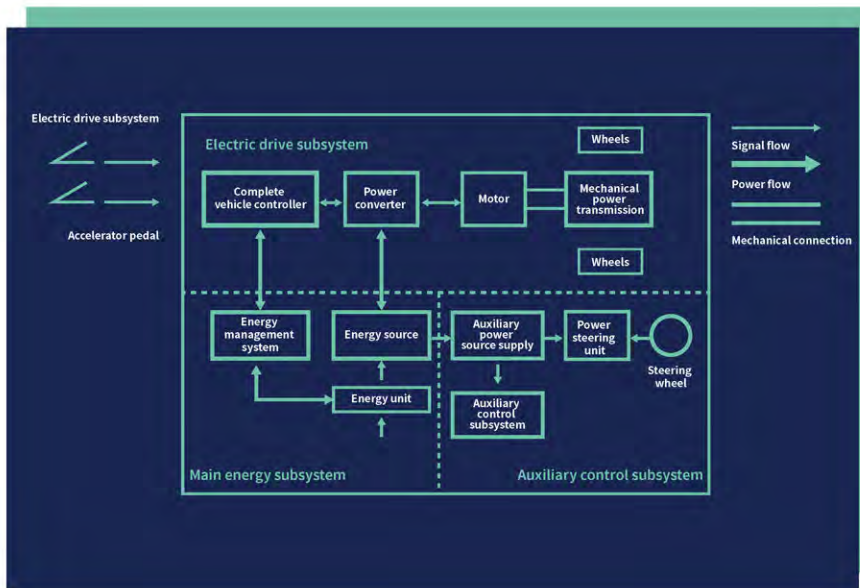 Electric drive subsystem
Accelerator pedal
Electric drive subsystem
Wheels
Complete
vehicle controller
Power
converter
Motor
Mechanical
power
transmission
Wheels
Energy
management
system
Energy source
Energy unit
Main energy subsystem
Auxiliary
power
source supply
Power
steering
unit
Steering
wheel
Auxiliary
control
subsystem
Auxiliary control subsystem
Signal flow
Power flow
Mechanical connection